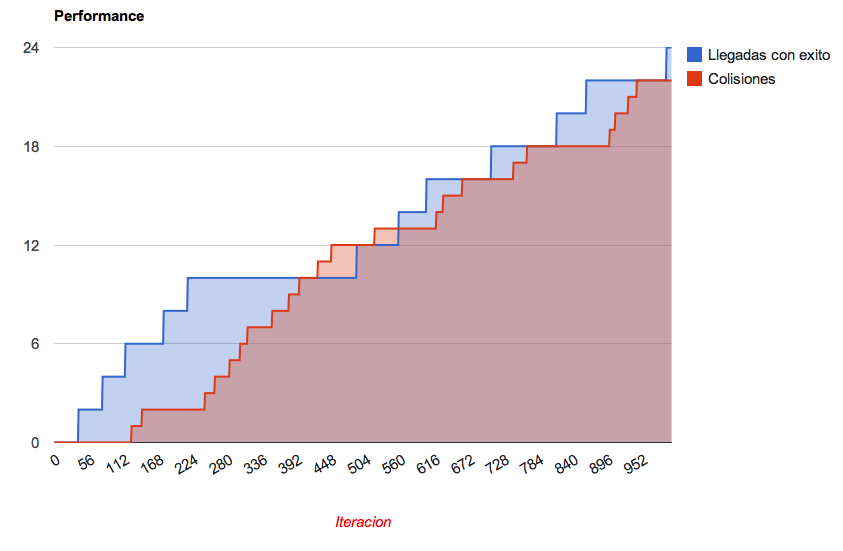 Performance
24
18
12
6
0
0 56 112 168 224 280 336 392 448 504 560 616 672 728 784 840 896 952
Iteracion
Llegadas con exito
Colisiones